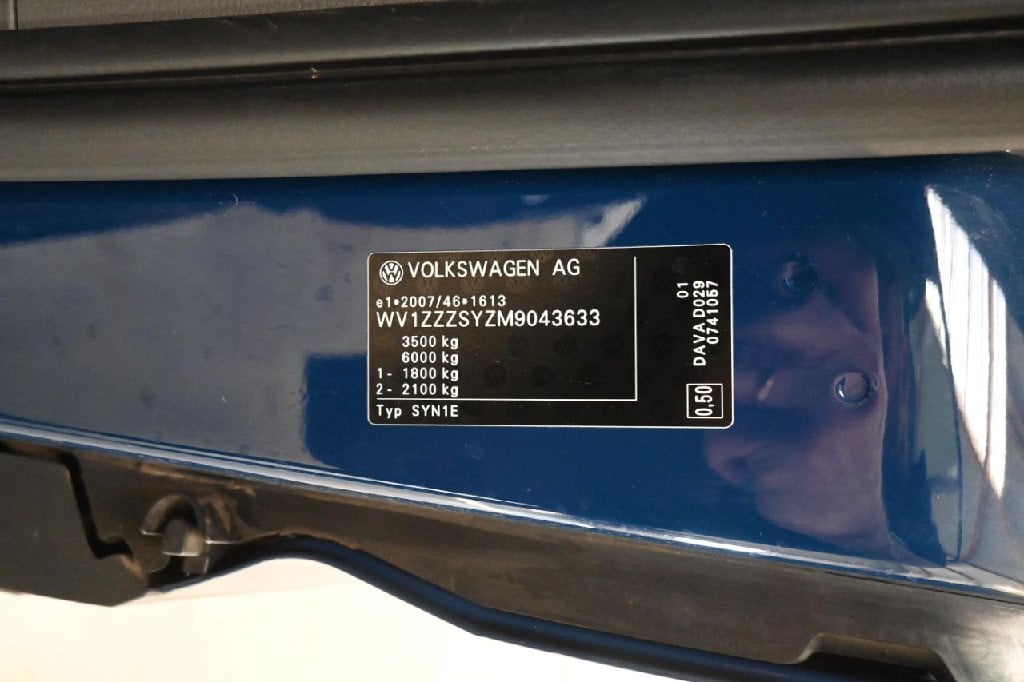 VOLKSWAGEN AG
e1*2007/46*1613
WV1ZZZSYZM9043633
3500 kg
6000 kg
1- 1800 kg
2- 2100 kg
Typ SYN1E
01
DAVA.D029
0741057
0,50